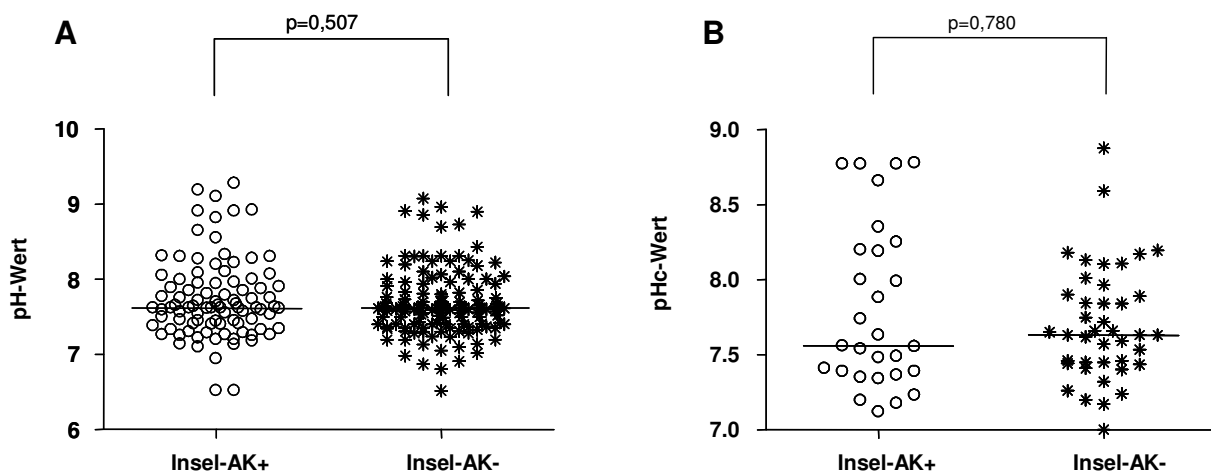 A
p=0,507
pH-Wert
10
9
8
7
6
Insel-AK+
Insel-AK-
B
p=0,780
pHc-Wert
9.0
8.5
8.0
7.5
7.0
Insel-AK+
Insel-AK-